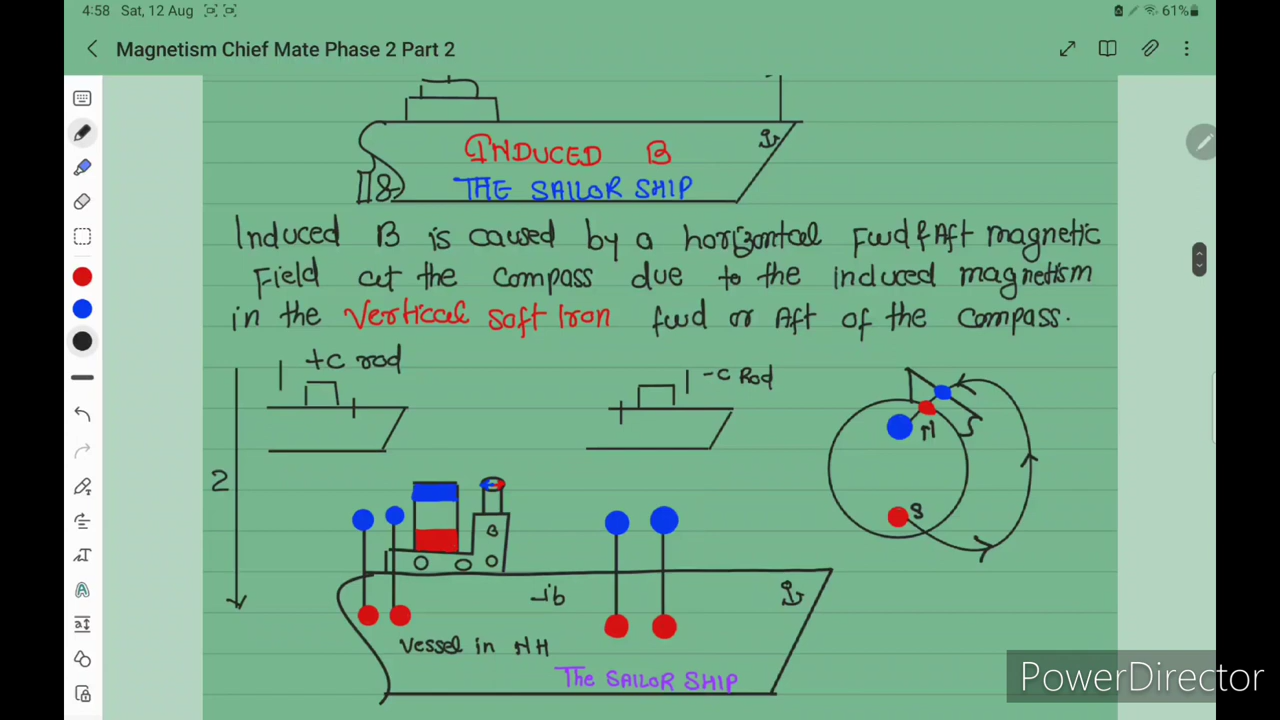 4:58 Sat, 12 Aug 61%
Magnetism Chief Mate Phase 2 Part 2
INDUCED B
THE SAILOR SHIP
Induced B is caused by a horizontal Fwd & Aft magnetic
Field at the compass due to the induced magnetism
in the Vertical Soft Iron fwd or Aft of the compass.
+c rod
-c Rod
N
2
S
B
-ib
Vessel in NH
The SAILOR SHIP
PowerDirector